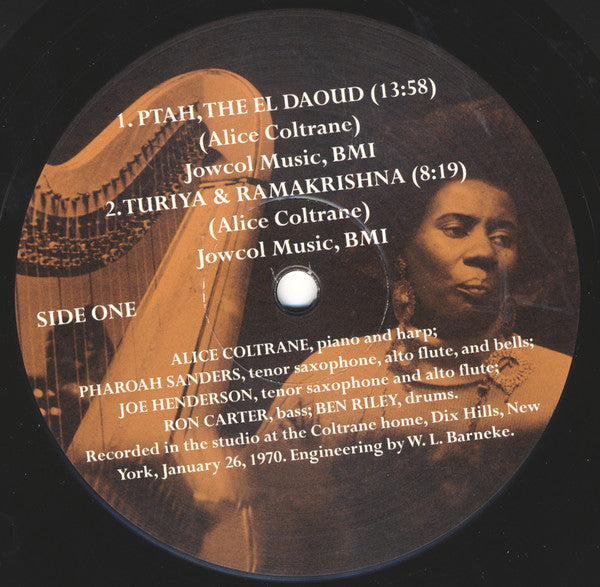 1. PTAH, THE EL DAOUD (13:58)
(Alice Coltrane)
Jowcol Music, BMI
2. TURIYA & RAMAKRISHNA (8:19)
(Alice Coltrane)
Jowcol Music, BMI
SIDE ONE
ALICE COLTRANE, piano and harp;
PHAROAH SANDERS, tenor saxophone, alto flute, and bells;
JOE HENDERSON, tenor saxophone and alto flute;
RON CARTER, bass; BEN RILEY, drums.
Recorded in the studio at the Coltrane home, Dix Hills, New
York, January 26, 1970. Engineering by W. L. Barneke.